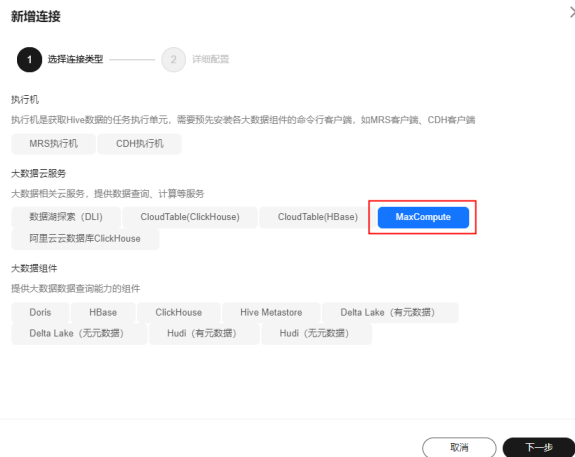 新增连接
1 选择连接类型 2 详细配置
执行机
执行机是获取Hive数据的任务执行单元，需要预先安装各大数据组件的命令行客户端，如MRS客户端、CDH客户端
MRS执行机 CDH执行机
大数据云服务
大数据相关云服务，提供数据查询、计算等服务
数据湖探索（DLI） CloudTable(ClickHouse) CloudTable(HBase) MaxCompute
阿里云云数据库ClickHouse
大数据组件
提供大数据数据查询能力的组件
Doris HBase ClickHouse Hive Metastore Delta Lake（有元数据）
Delta Lake（无元数据） Hudi（有元数据） Hudi（无元数据）
取消 下一步